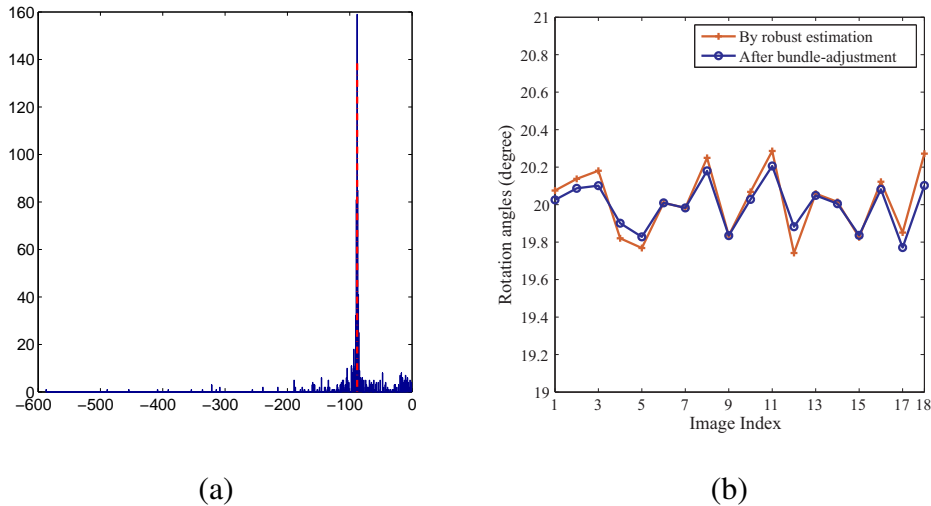 160
140
120
100
80
60
40
20
0
−600 −500 −400 −300 −200 −100 0
(a)
21
20.8
20.6
20.4
20.2
20
19.8
19.6
19.4
19.2
19
Rotation angles (degree)
By robust estimation
After bundle-adjustment
1 3 5 7 9 11 13 15 17 18
Image Index
(b)